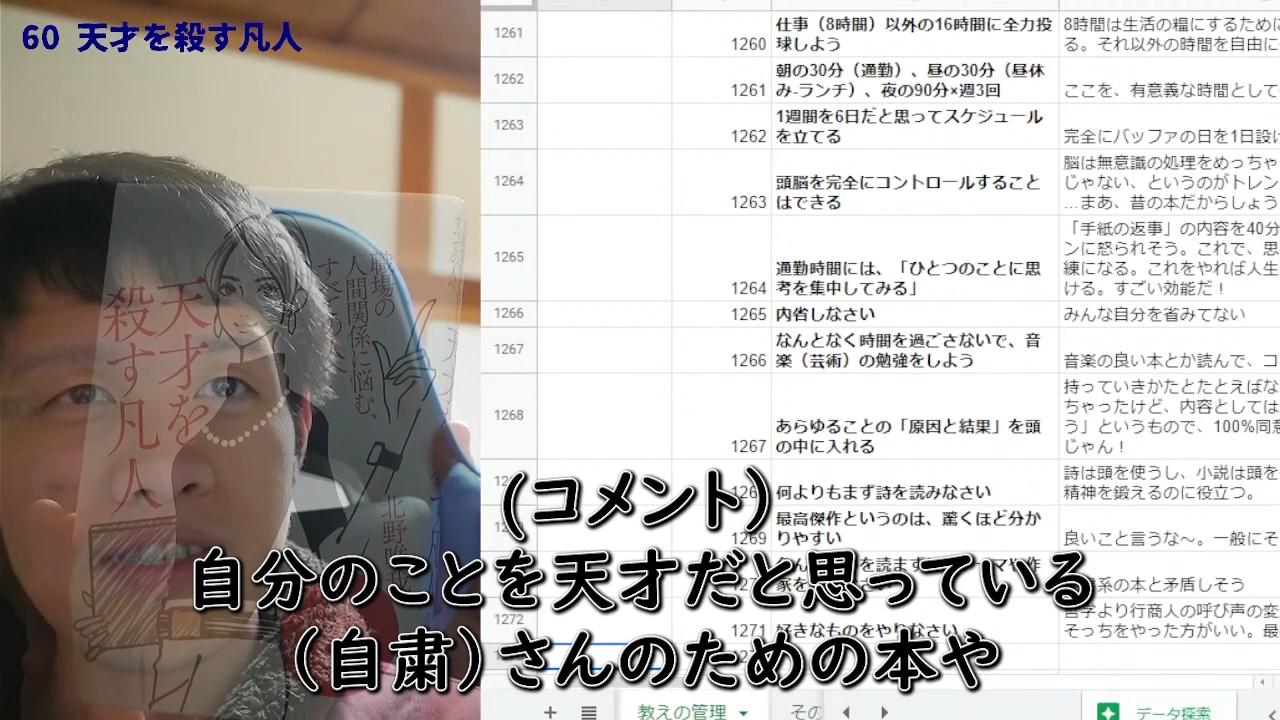 60 天才を殺す凡人
職場の
人間関係に悩む、
天才を
殺す凡人
1261
1260
仕事（8時間）以外の16時間に全力投
球しよう
8時間は生活の糧にするために
る。それ以外の時間を自由に
1262
1261
朝の30分（通勤）、昼の30分（昼休
み-ランチ）、夜の90分×週3回
ここを、有意義な時間として
1263
1262
1週間を6日だと思ってスケジュール
を立てる
完全にバッファの日を1日設け
1264
1263
頭脳を完全にコントロールすること
はできる
脳は無意識の処理をめっちゃ
じゃない、というのがトレン
…まあ、昔の本だからしょう
1265
1264
通勤時間には、「ひとつのことに思
考を集中してみる」
「手紙の返事」の内容を40分
ンに怒られそう。これで、思
練になる。これをやれば人生
ける。すごい効能だ！
1266
1265
内省しなさい
みんな自分を省みてない
1267
1266
なんとなく時間を過ごさないで、音
楽（芸術）の勉強をしよう
音楽の良い本とか読んで、コ
1268
1267
あらゆることの「原因と結果」を頭
の中に入れる
持っていきかたとたとえばな
ちゃったけど、内容としては
う」というもので、100%同意
じゃん！
何よりもまず詩を読みなさい
詩は頭を使うし、小説は頭を
精神を鍛えるのに役立つ。
1269
最高傑作というのは、驚くほど分か
りやすい
良いこと言うな～。一般にそ
系の本と矛盾しそう
1272
1271
好きなものをやりなさい
字より行商人の呼び声の変
そっちをやった方がいい。最
(コメント)
自分のことを天才だと思っている
（自粛）さんのための本や
教えの管理
その
データ探索